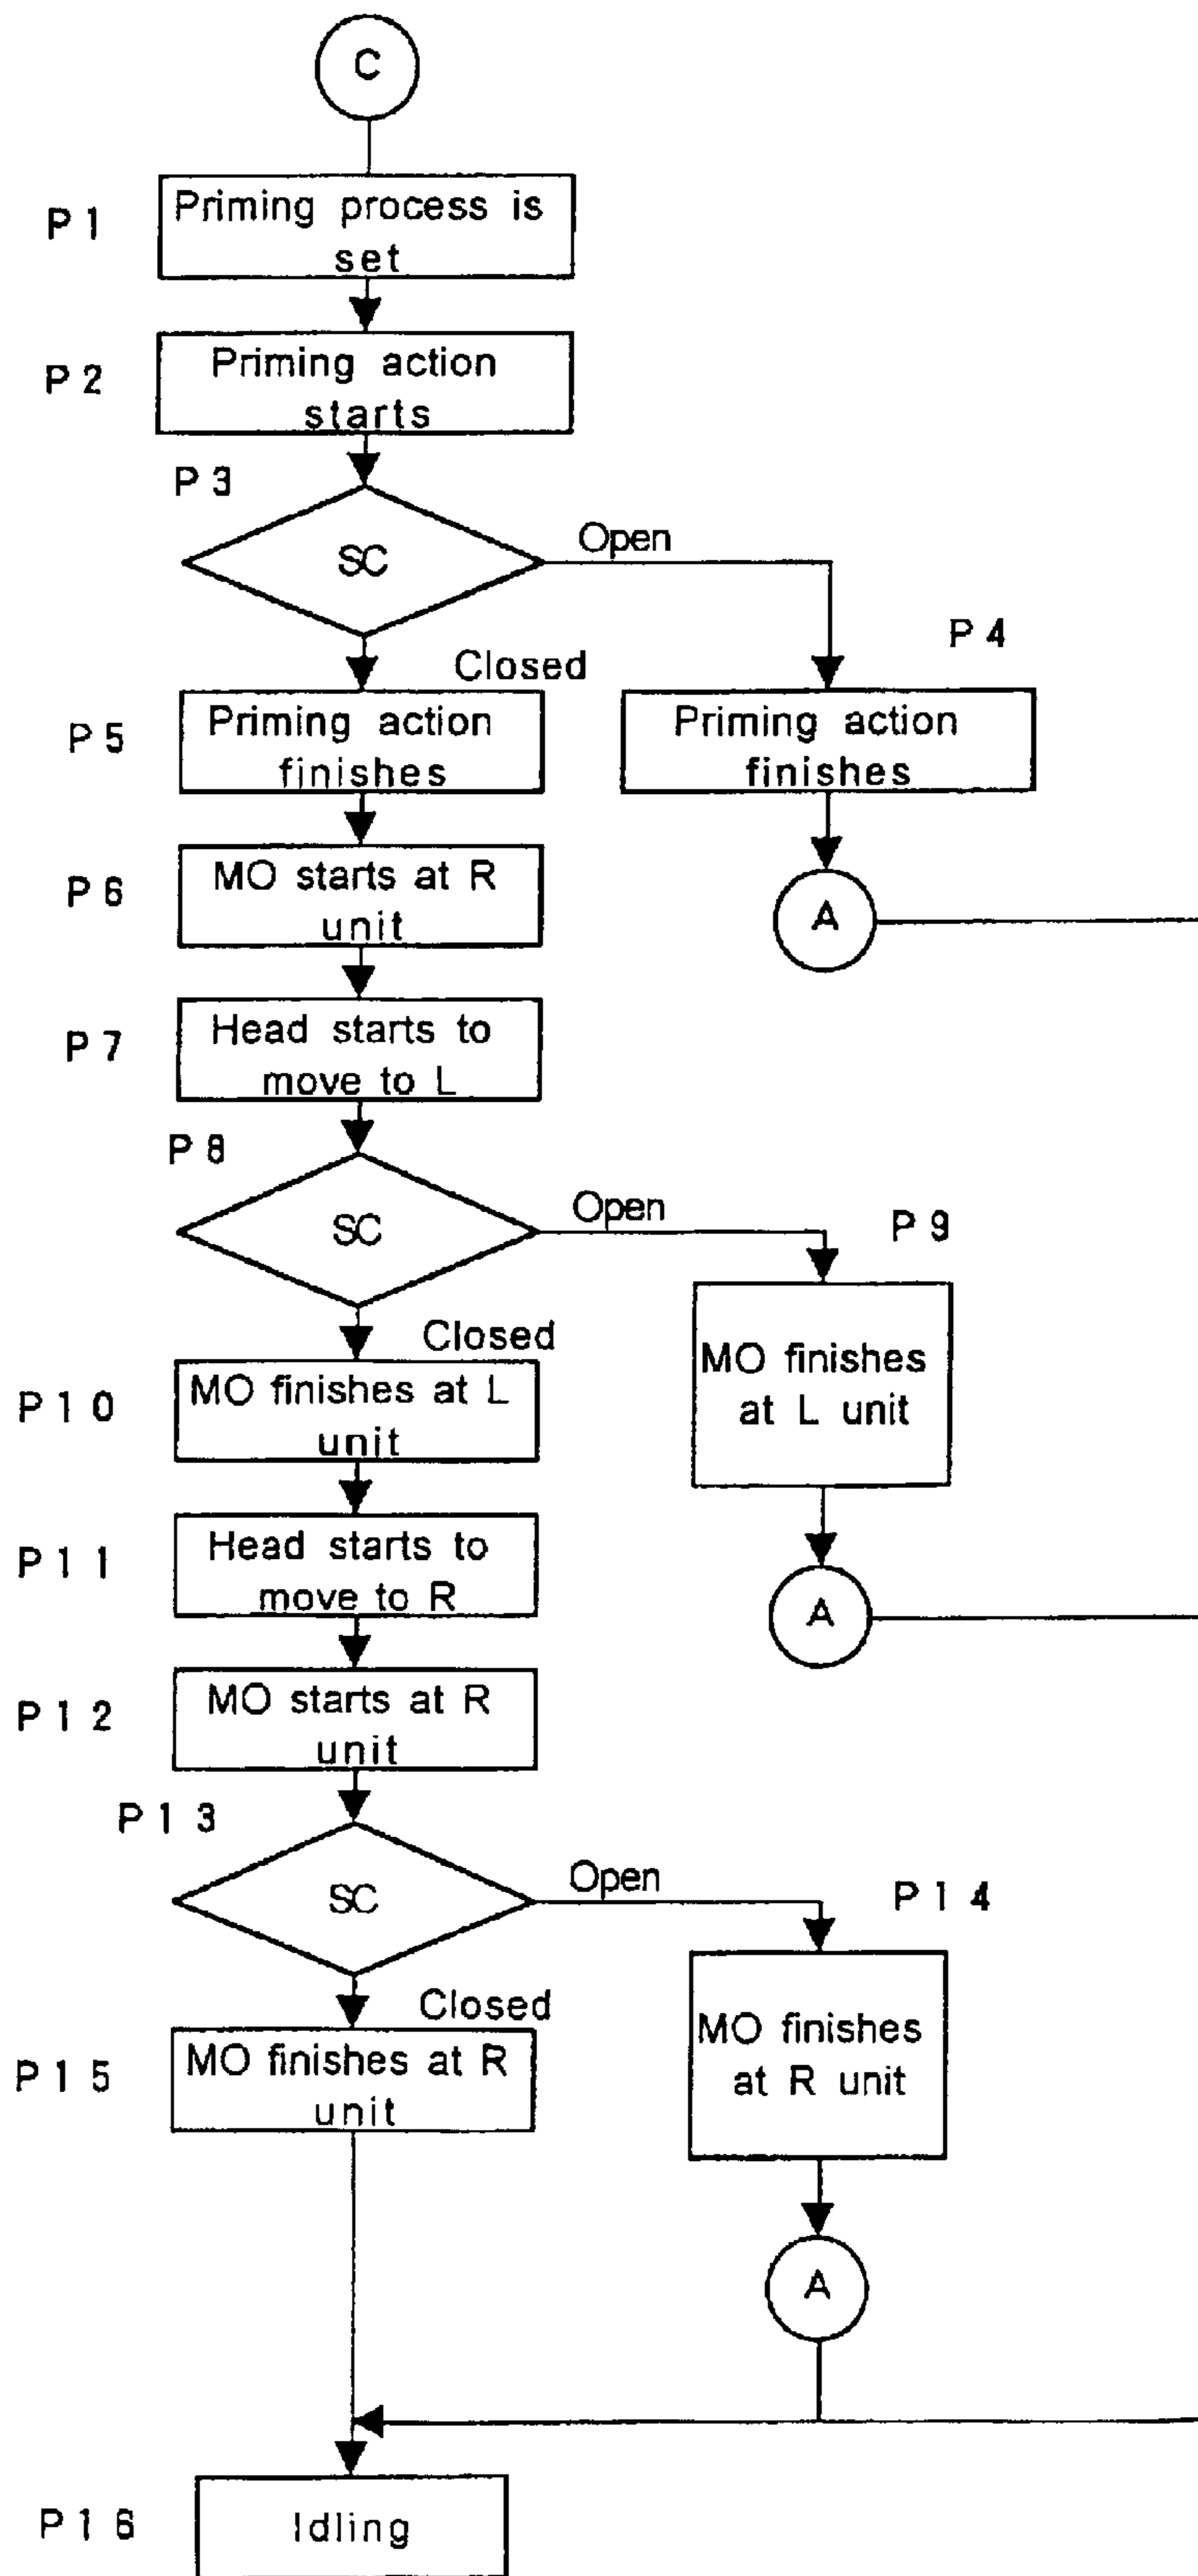 C
P1
Priming process is
set
P2
Priming action
starts
P3
SC
Open
Closed
P4
Priming action
finishes
A
P5
Priming action
finishes
P6
MO starts at R
unit
P7
Head starts to
move to L
P8
SC
Open
Closed
P9
MO finishes
at L unit
A
P10
MO finishes at L
unit
P11
Head starts to
move to R
P12
MO starts at R
unit
P13
SC
Open
Closed
P14
MO finishes
at R unit
A
P15
MO finishes at R
unit
P16
Idling